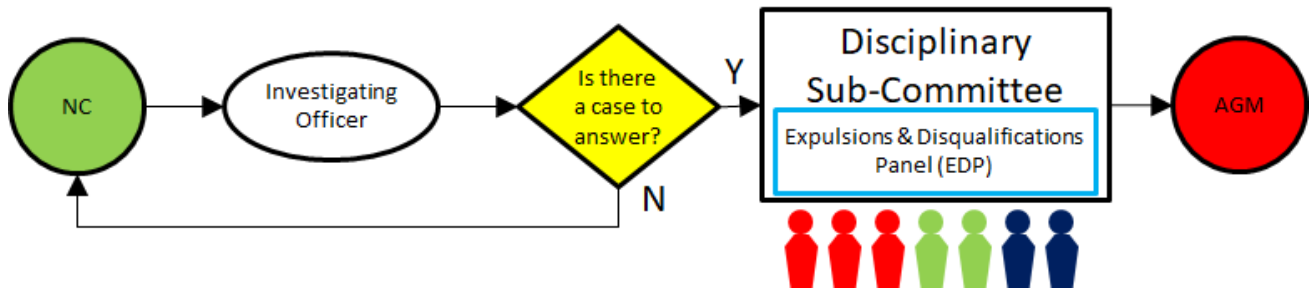 NC
Investigating
Officer
Is there
a case to
answer?
Y
N
Disciplinary
Sub-Committee
Expulsions & Disqualifications
Panel (EDP)
AGM